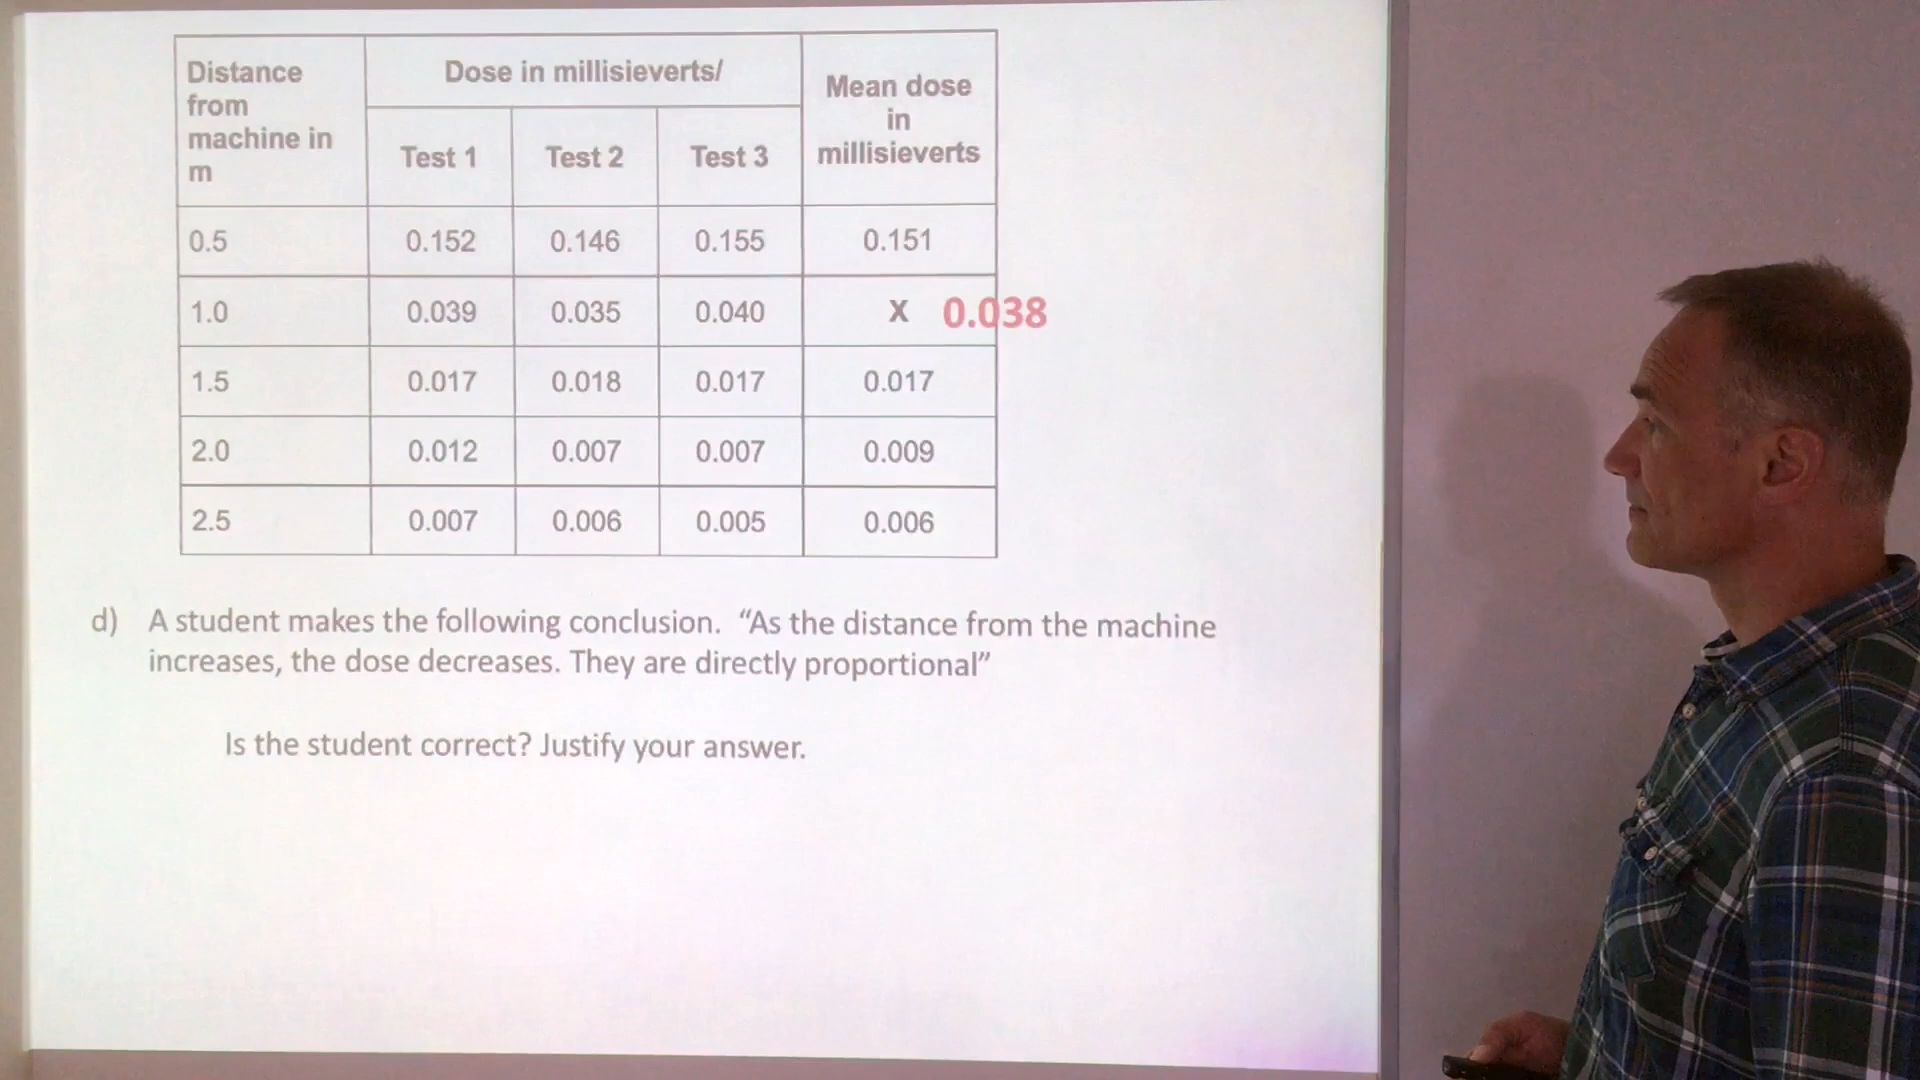 Distance from machine in m
Dose in millisieverts/
Mean dose in millisieverts
Test 1 Test 2 Test 3
0.5 0.152 0.146 0.155 0.151
1.0 0.039 0.035 0.040 X 0.038
1.5 0.017 0.018 0.017 0.017
2.0 0.012 0.007 0.007 0.009
2.5 0.007 0.006 0.005 0.006
d) A student makes the following conclusion. “As the distance from the machine
increases, the dose decreases. They are directly proportional”
Is the student correct? Justify your answer.